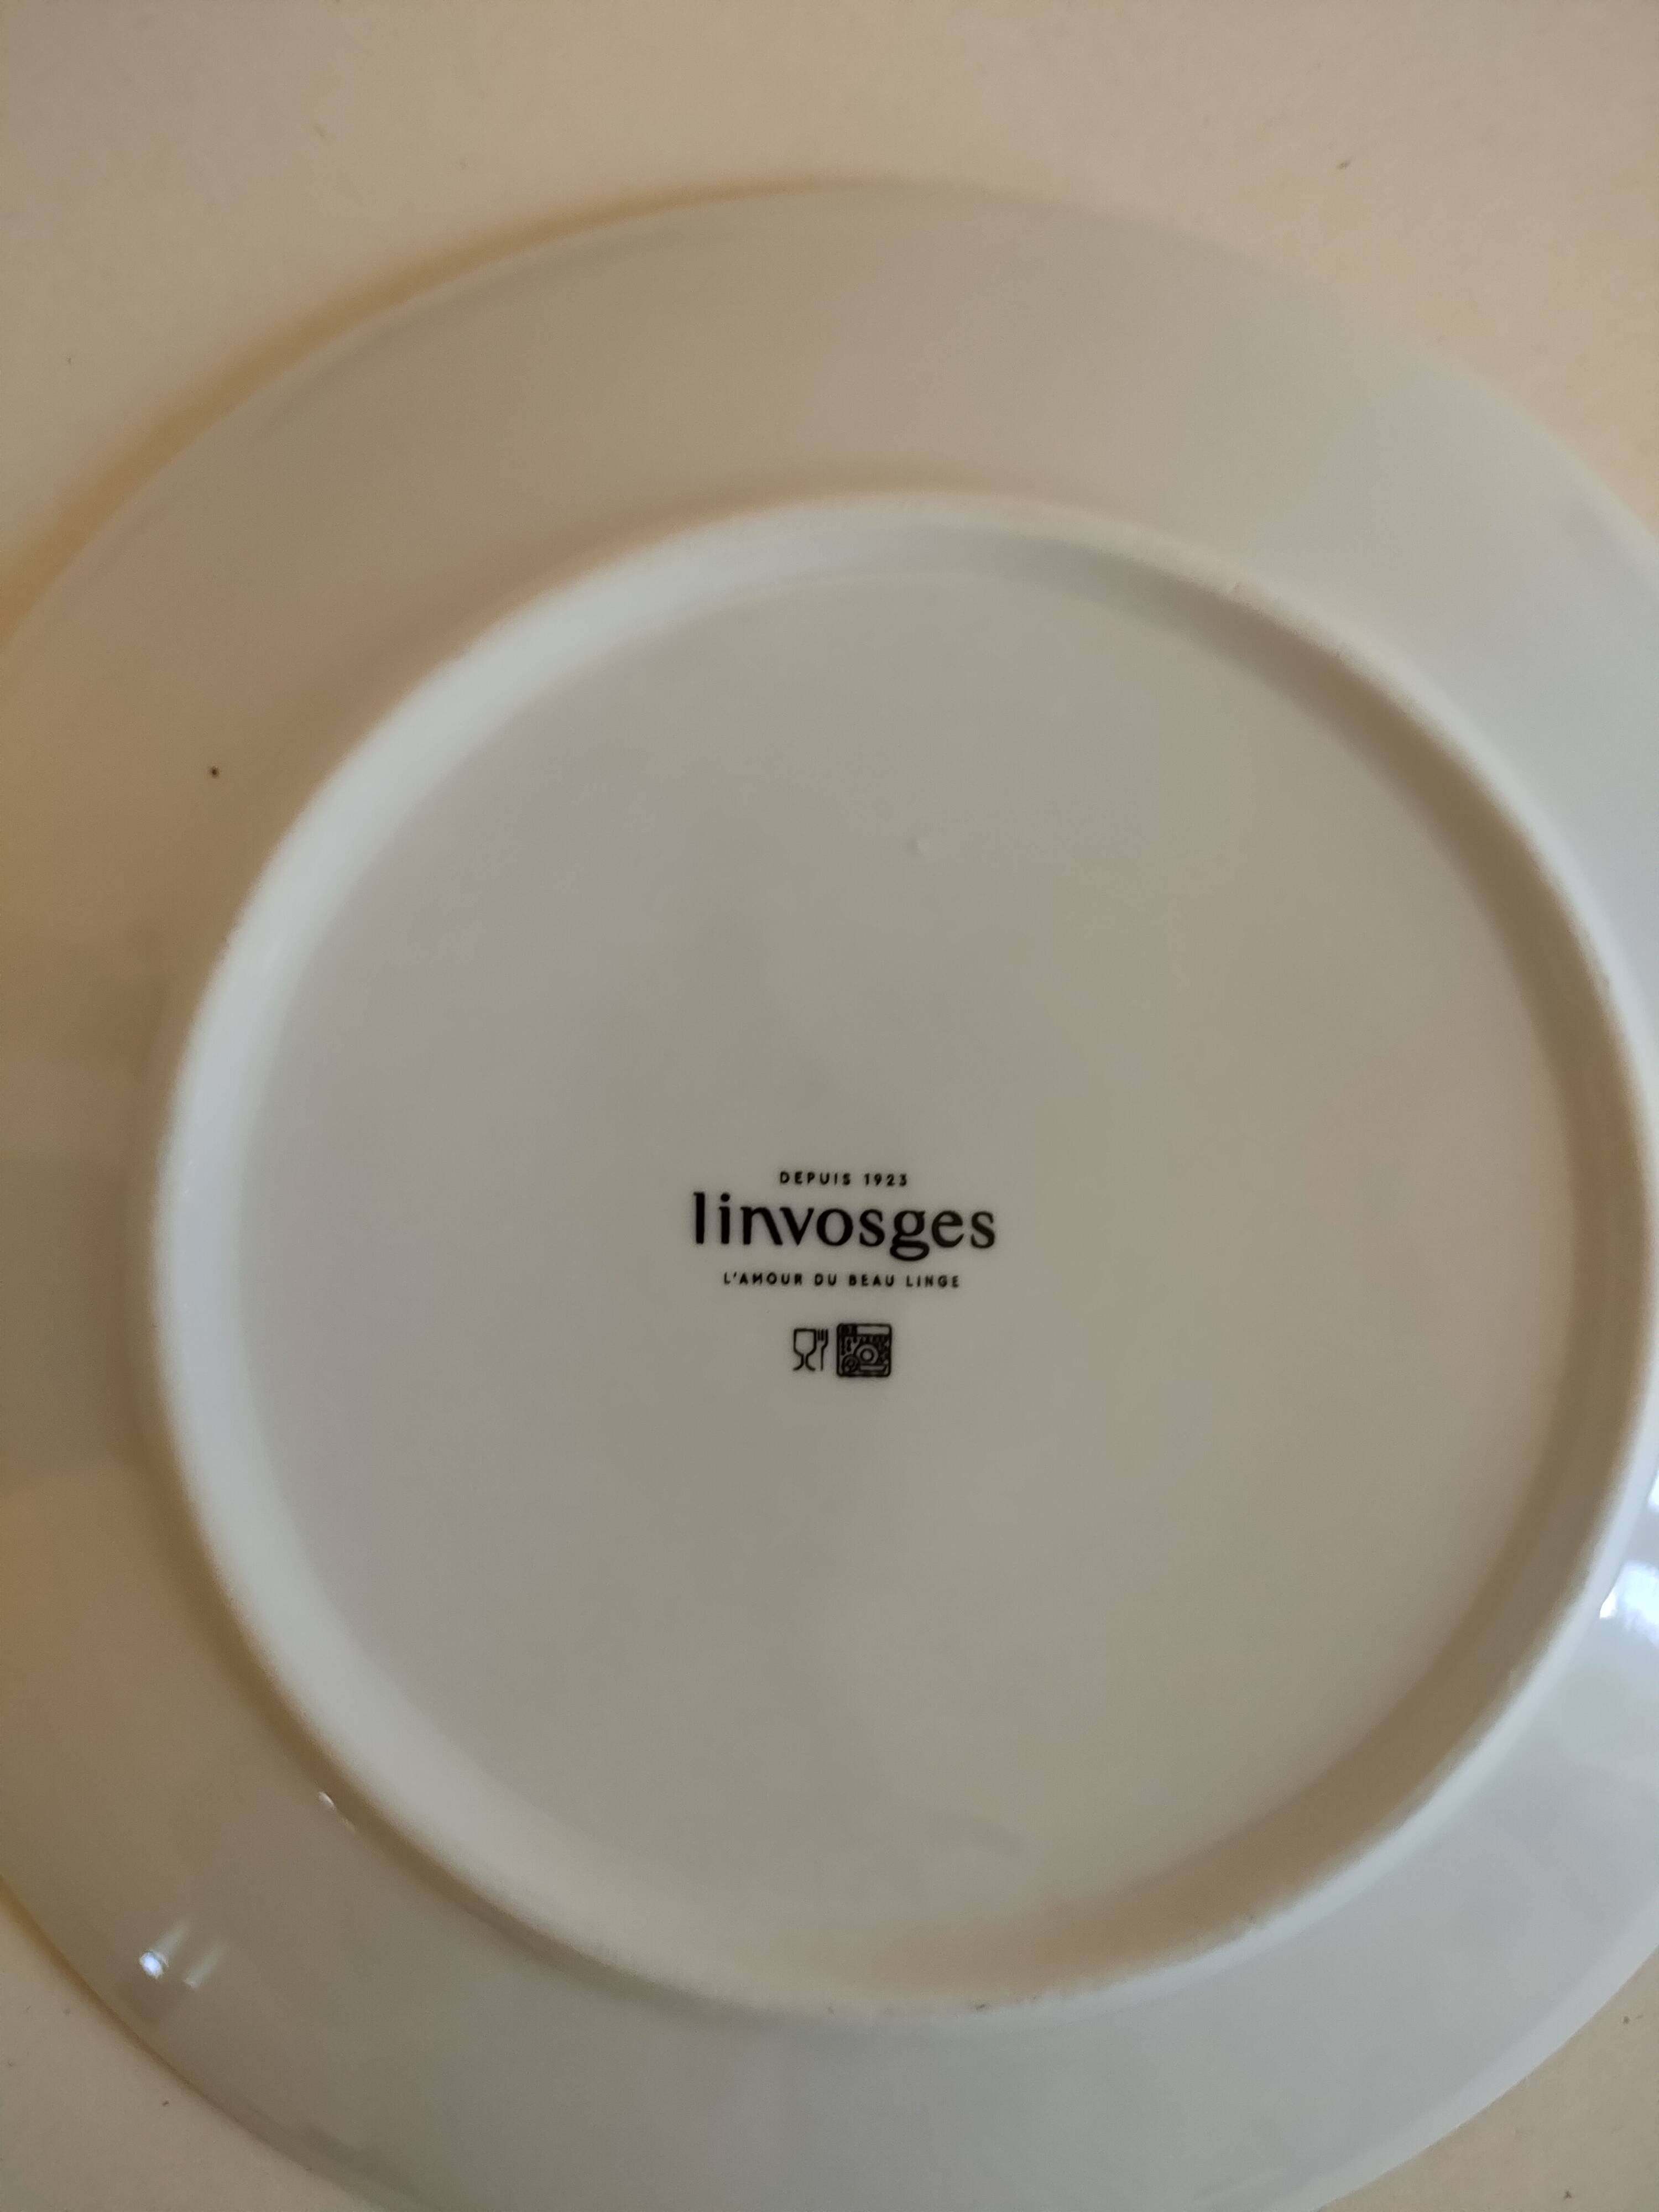 DEPUIS 1923
linvosges
L'AMOUR DU BEAU LINGE